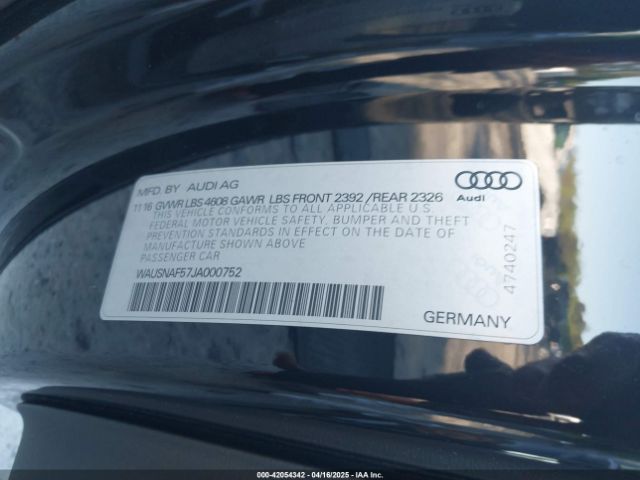 MFD. BY AUDI AG
1116 GVWR LBS 4608 GAWR LBS FRONT 2392 / REAR 2326
THIS VEHICLE CONFORMS TO ALL APPLICABLE U.S.
FEDERAL MOTOR VEHICLE SAFETY, BUMPER AND THEFT
PREVENTION STANDARDS IN EFFECT ON THE DATE OF
MANUFACTURE SHOWN ABOVE
PASSENGER CAR
WAUSNAF57JA000752
GERMANY
Audi
4740247
000-42054342 - 04/16/2025 - IAA Inc.